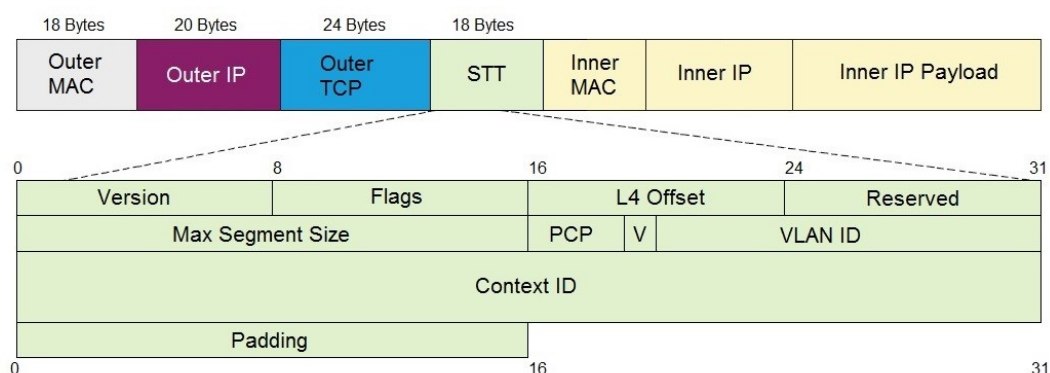 18 Bytes 20 Bytes 24 Bytes 18 Bytes
Outer MAC Outer IP Outer TCP STT Inner MAC Inner IP Inner IP Payload
0 8 16 24 31
Version Flags L4 Offset Reserved
Max Segment Size PCP V VLAN ID
Context ID
Padding
0 16 31